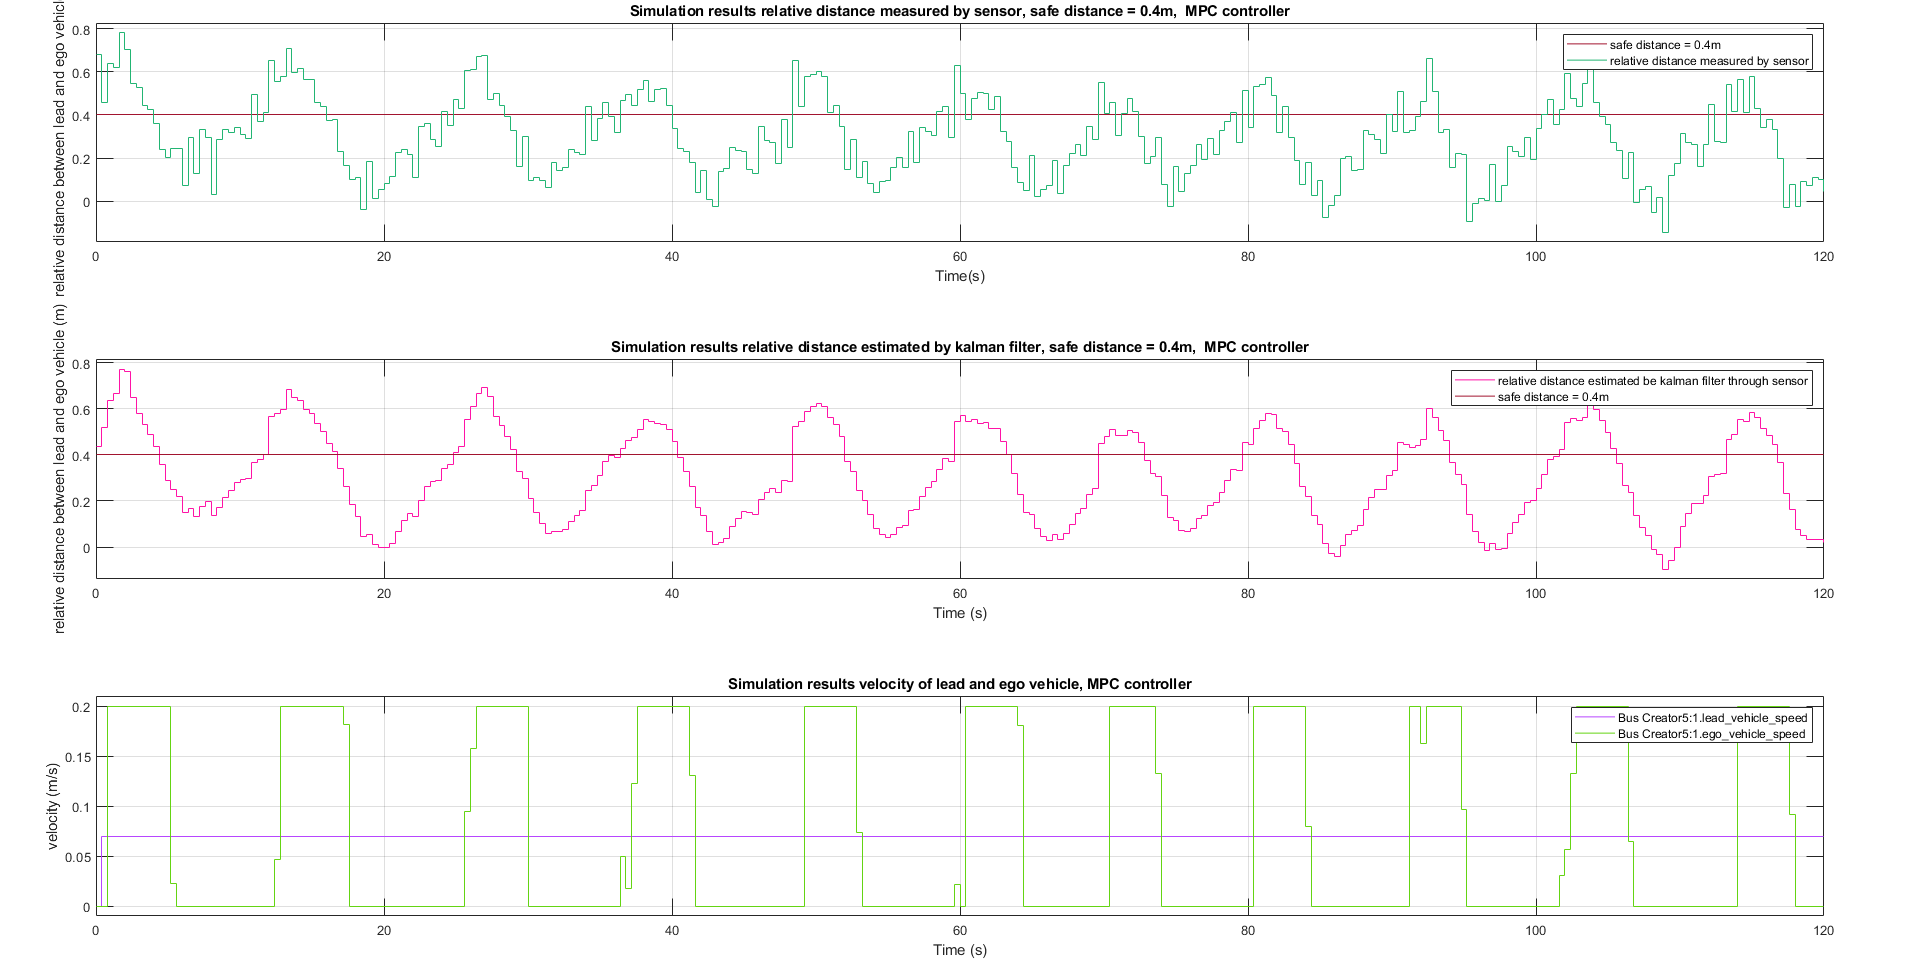 Simulation results relative distance measured by sensor, safe distance = 0.4m,  MPC controller
relative distance between lead and ego vehicl
0.8
0.6
0.4
0.2
0
safe distance = 0.4m
relative distance measured by sensor
0 20 40 60 80 100 120
Time(s)
Simulation results relative distance estimated by kalman filter, safe distance = 0.4m,  MPC controller
relative distance between lead and ego vehicle (m)
0.8
0.6
0.4
0.2
0
relative distance estimated be kalman filter through sensor
safe distance = 0.4m
0 20 40 60 80 100 120
Time (s)
Simulation results velocity of lead and ego vehicle, MPC controller
velocity (m/s)
0.2
0.15
0.1
0.05
0
Bus Creator5:1.lead_vehicle_speed
Bus Creator5:1.ego_vehicle_speed
0 20 40 60 80 100 120
Time (s)